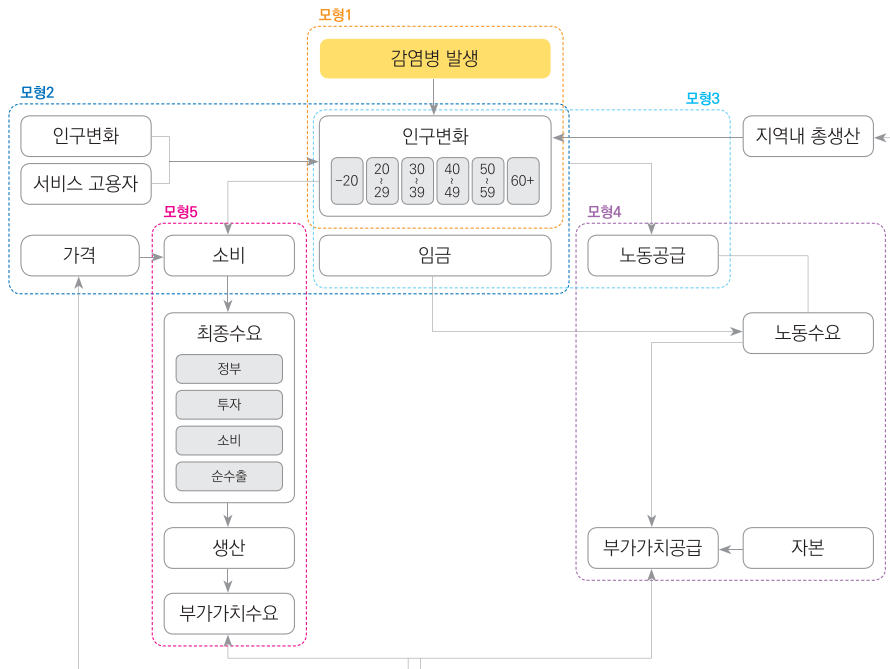 모형1
감염병 발생
모형2
모형3
인구변화
인구변화
지역내 총생산
-20
20
~
29
30
~
39
40
~
49
50
~
59
60+
서비스 고용자
모형5
모형4
가격
소비
임금
노동공급
최종수요
노동수요
정부
투자
소비
순수출
생산
부가가치공급
자본
부가가치수요